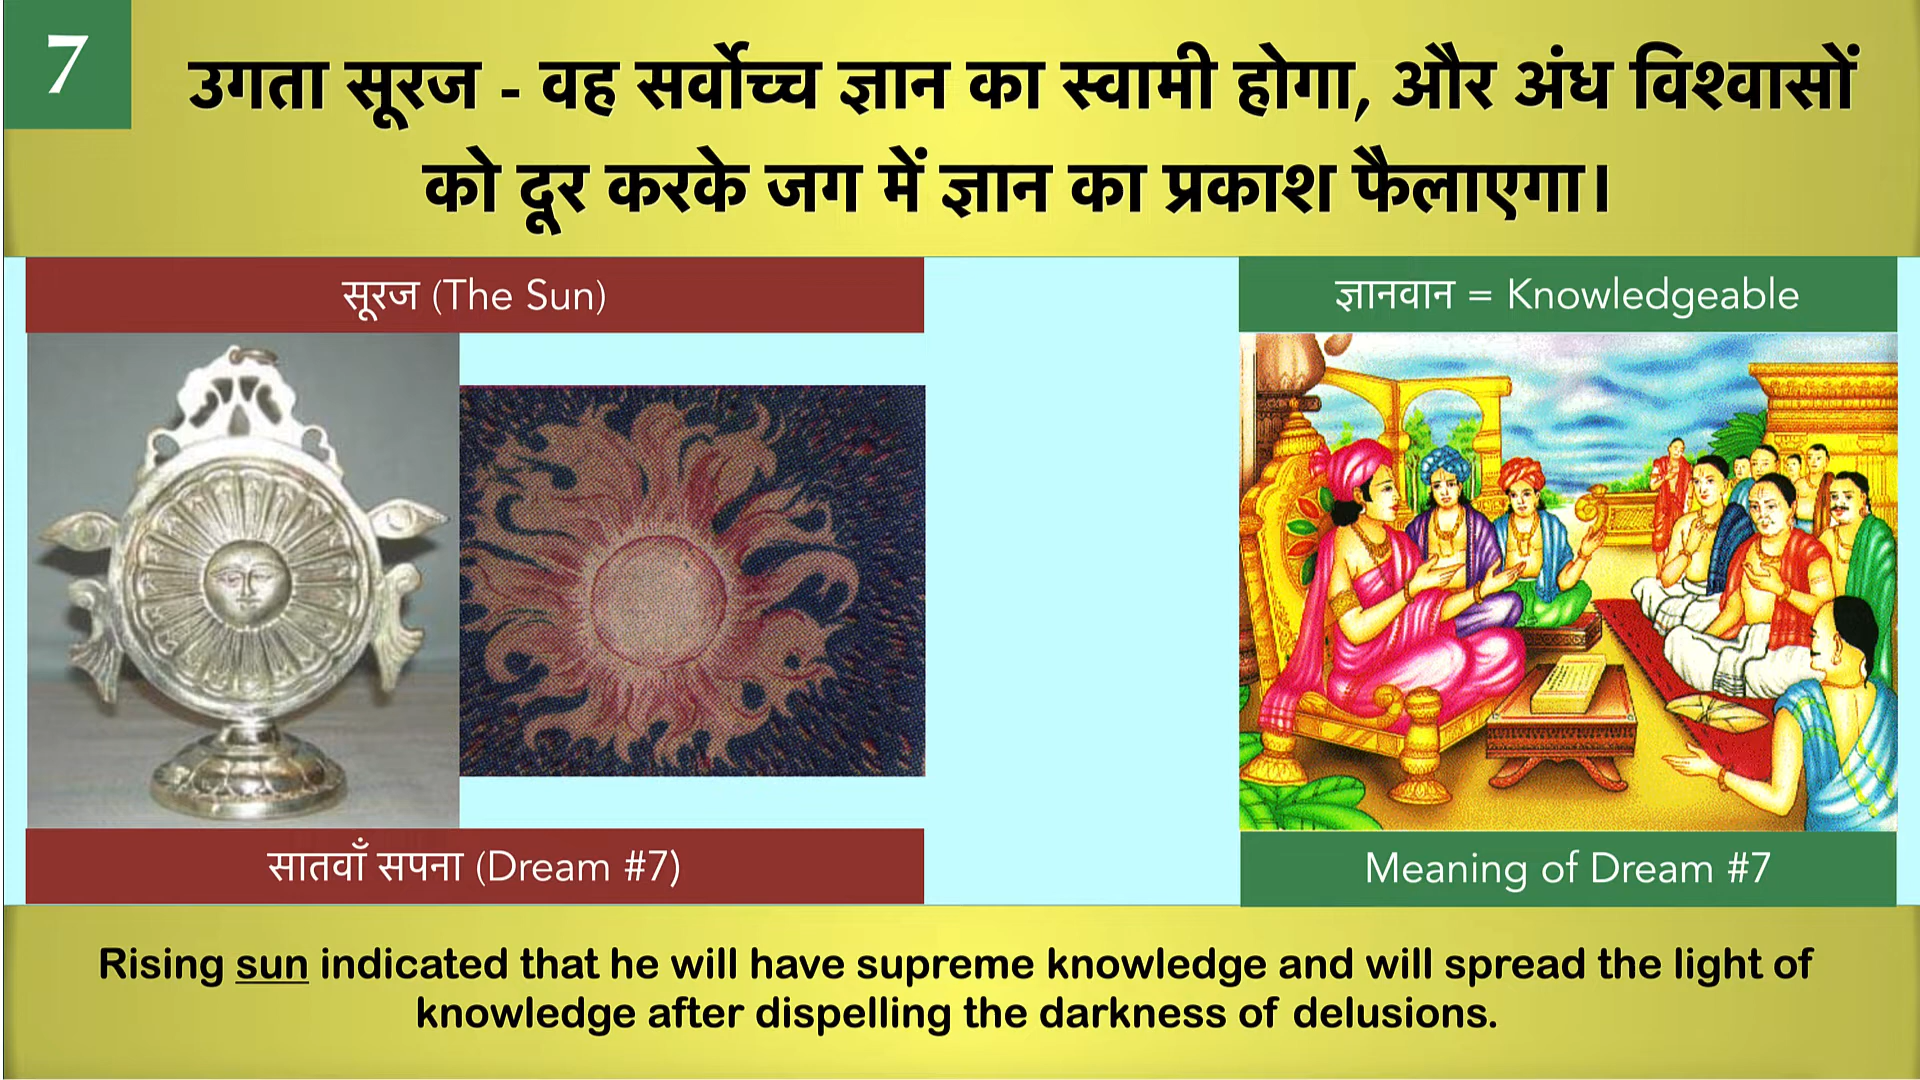 7
उगता सूरज - वह सर्वोच्च ज्ञान का स्वामी होगा, और अंध विश्वासों
को दूर करके जग में ज्ञान का प्रकाश फैलाएगा।
सूरज (The Sun)
ज्ञानवान = Knowledgeable
सातवाँ सपना (Dream #7)
Meaning of Dream #7
Rising sun indicated that he will have supreme knowledge and will spread the light of
knowledge after dispelling the darkness of delusions.